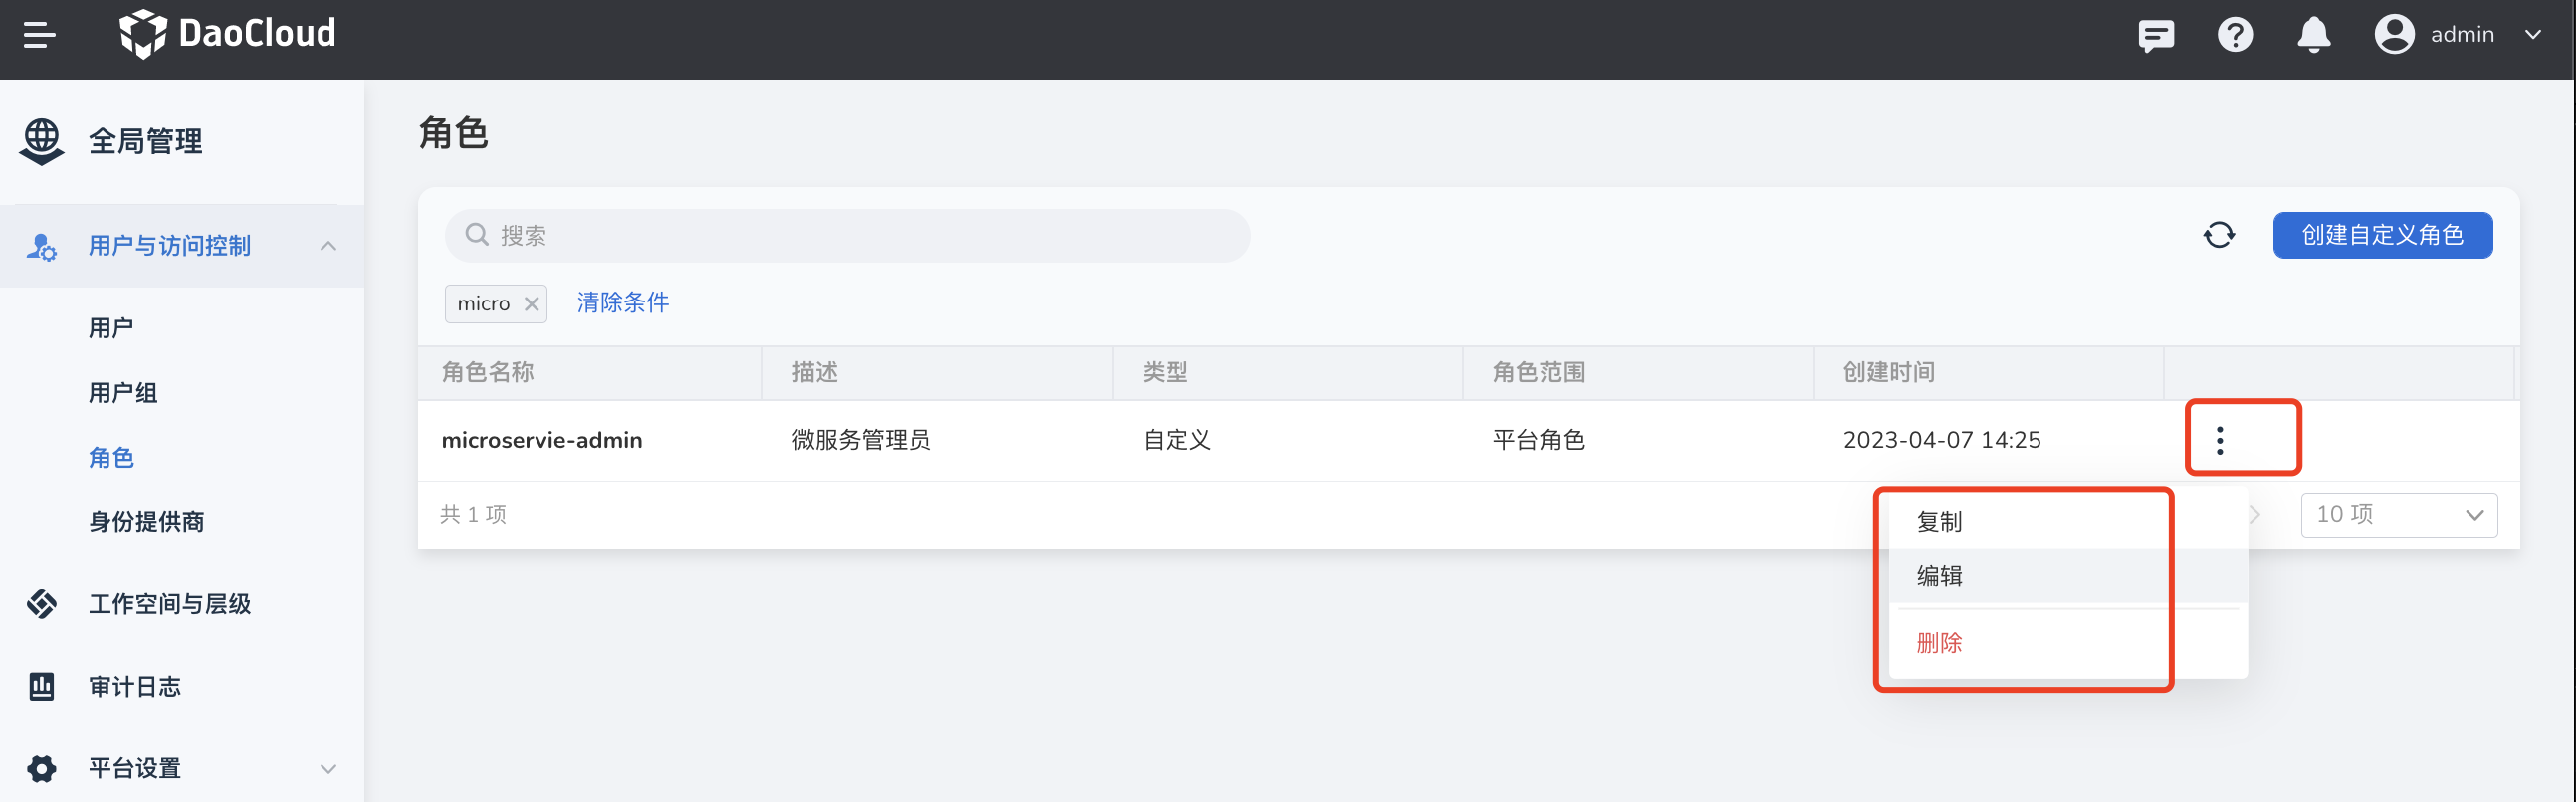 DaoCloud
admin
全局管理
用户与访问控制
用户
用户组
角色
身份提供商
工作空间与层级
审计日志
平台设置
角色
搜索
创建自定义角色
micro
清除条件
角色名称 描述 类型 角色范围 创建时间
microservie-admin 微服务管理员 自定义 平台角色 2023-04-07 14:25
共 1 项
10 项
复制
编辑
删除